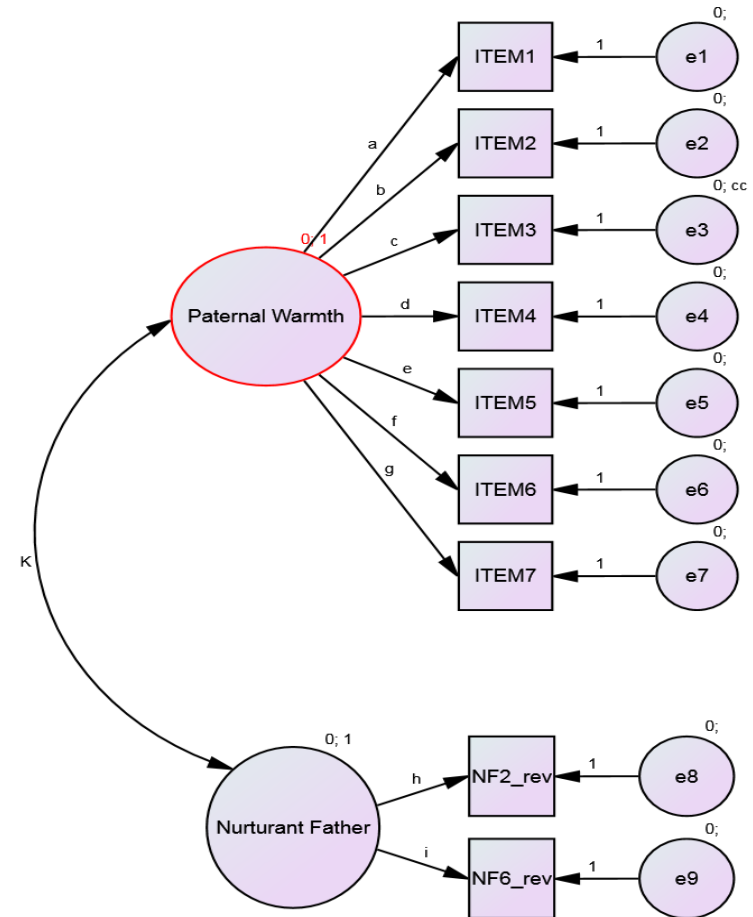 0;
ITEM1
1
e1
a
0;
ITEM2
1
e2
b
0; cc
ITEM3
1
e3
c
0; 1
0;
Paternal Warmth
d
ITEM4
1
e4
0;
e
ITEM5
1
e5
0;
f
ITEM6
1
e6
0;
g
ITEM7
1
e7
K
0; 1
0;
h
NF2_rev
1
e8
Nurturant Father
0;
i
NF6_rev
1
e9